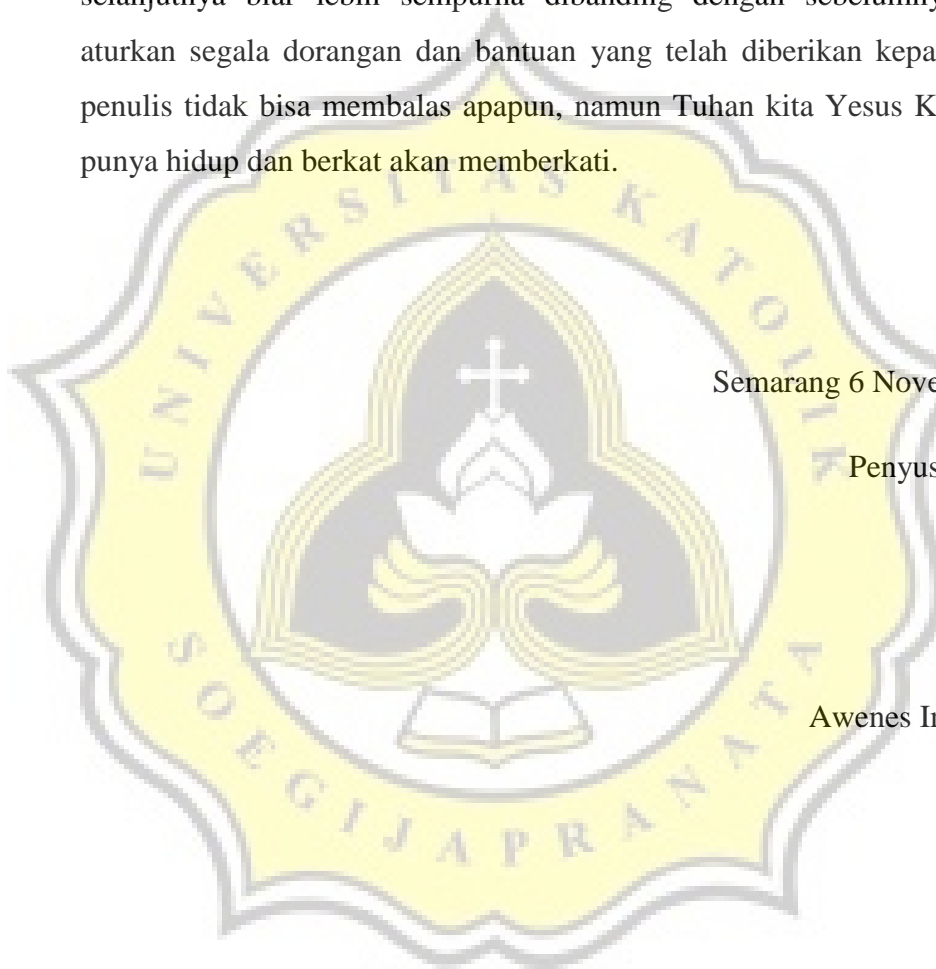 selanjutnya biar lebih sempurna dibanding dengan sebelumny
aturkan segala dorangan dan bantuan yang telah diberikan kepa
penulis tidak bisa membalas apapun, namun Tuhan kita Yesus K
punya hidup dan berkat akan memberkati.
UNIVERSITAS KATOLIK
Semarang 6 Nove
Penyus
Awenes In
SOEGIJAPRANATA